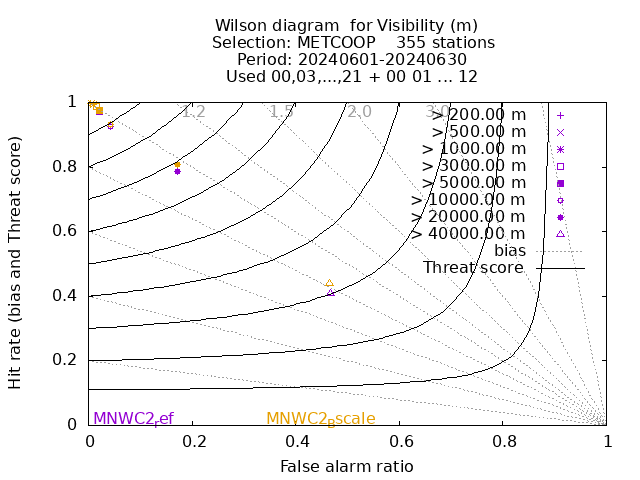 Wilson diagram  for Visibility (m)
Selection: METCOOP    355 stations
Period: 20240601-20240630
Used 00,03,...,21 + 00 01 ... 12
Hit rate (bias and Threat score)
1
0.8
0.6
0.4
0.2
0
1.2
1.5
2.0
3.0
> 200.00 m
> 500.00 m
> 1000.00 m
> 3000.00 m
> 5000.00 m
> 10000.00 m
> 20000.00 m
> 40000.00 m
bias
Threat score
MNWC2ref MNWC2Bscale
0 0.2 0.4 0.6 0.8 1
False alarm ratio